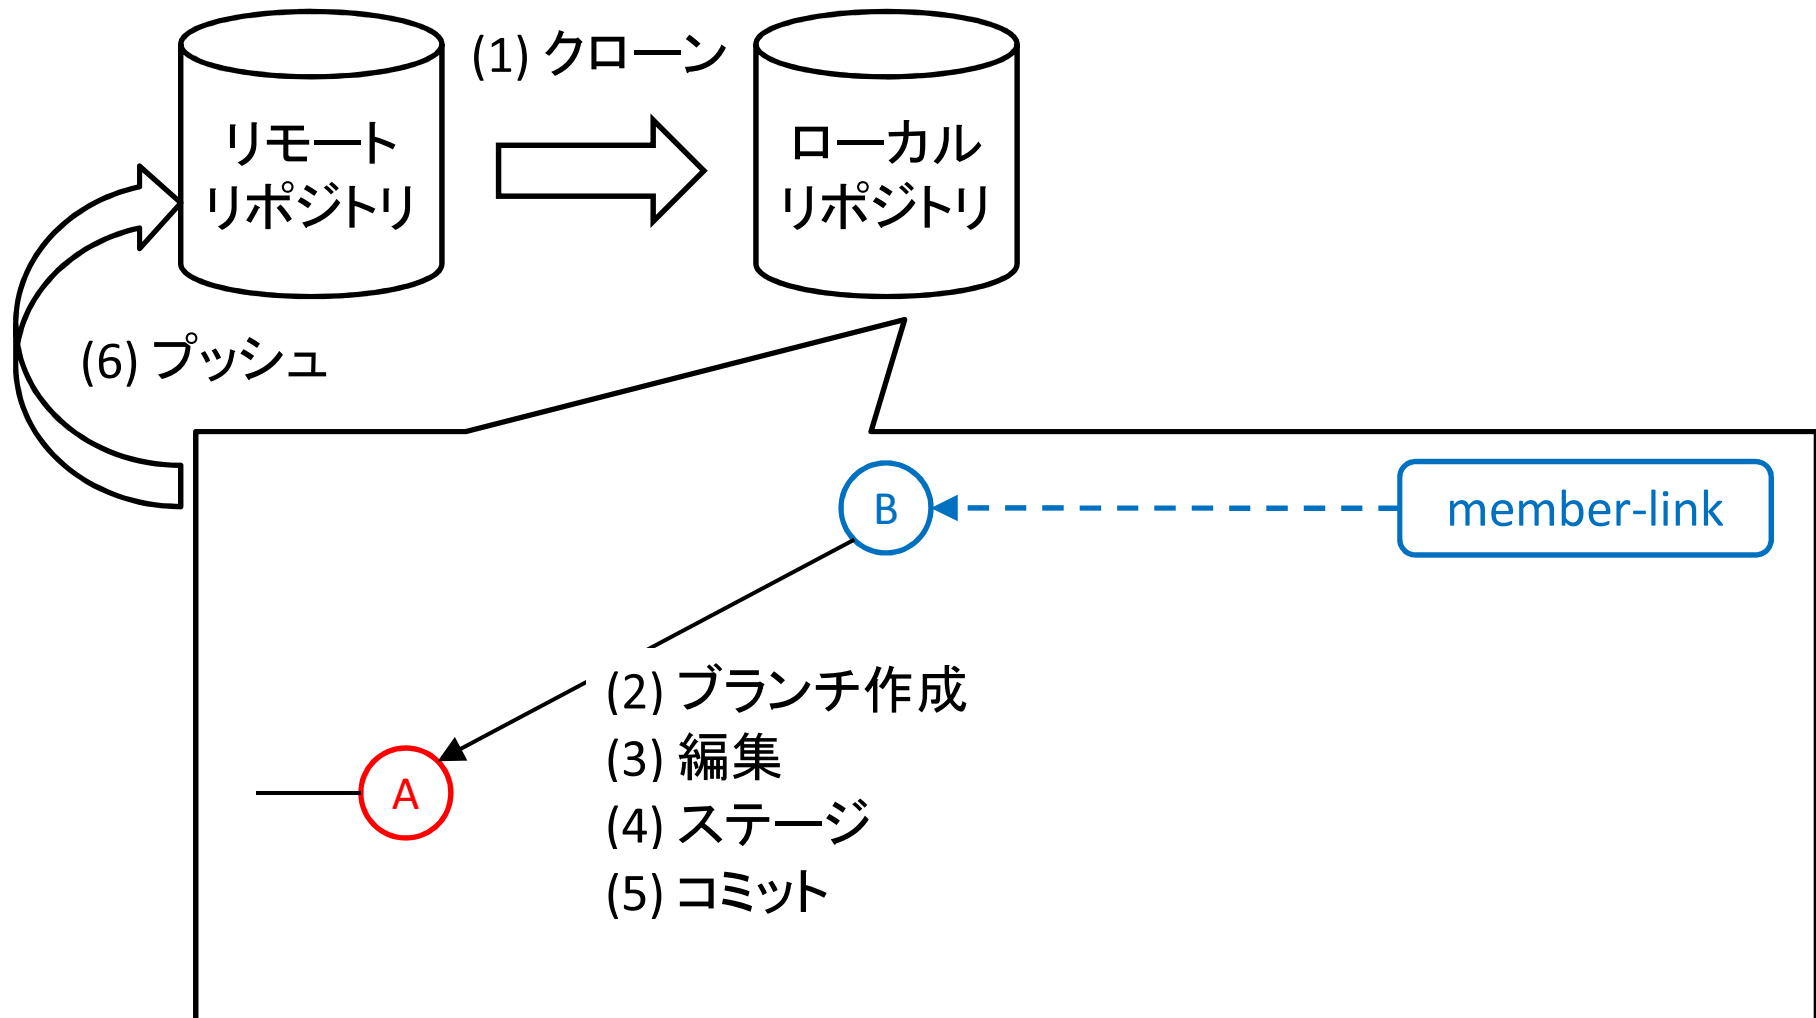 (1) クローン
リモート
リポジトリ
ローカル
リポジトリ
(6) プッシュ
B
member-link
(2) ブランチ作成
(3) 編集
(4) ステージ
(5) コミット
A